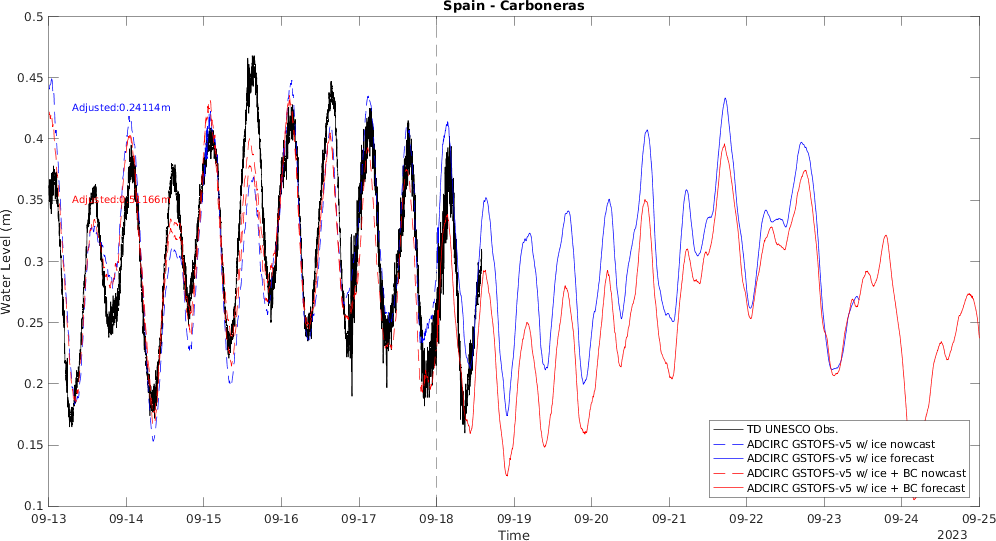 Spain - Carboneras
0.5
0.45
0.4
0.35
0.3
0.25
0.2
0.15
0.1
Water Level (m)
Adjusted:0.24114m
TD UNESCO Obs.
ADCIRC GSTOFS-v5 w/ ice nowcast
ADCIRC GSTOFS-v5 w/ ice forecast
ADCIRC GSTOFS-v5 w/ ice + BC nowcast
ADCIRC GSTOFS-v5 w/ ice + BC forecast
09-13 09-14 09-15 09-16 09-17 09-18 09-19 09-20 09-21 09-22 09-23 09-24 09-25
Time
2023